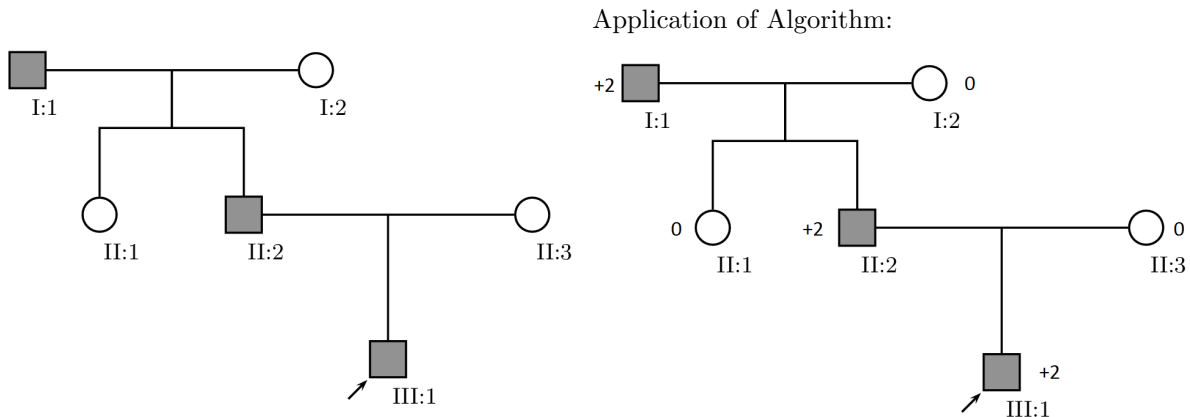 Application of Algorithm:
I:1
I:2
II:1
II:2
II:3
III:1
+2
0
I:1
I:2
0
+2
0
II:1
II:2
II:3
+2
III:1